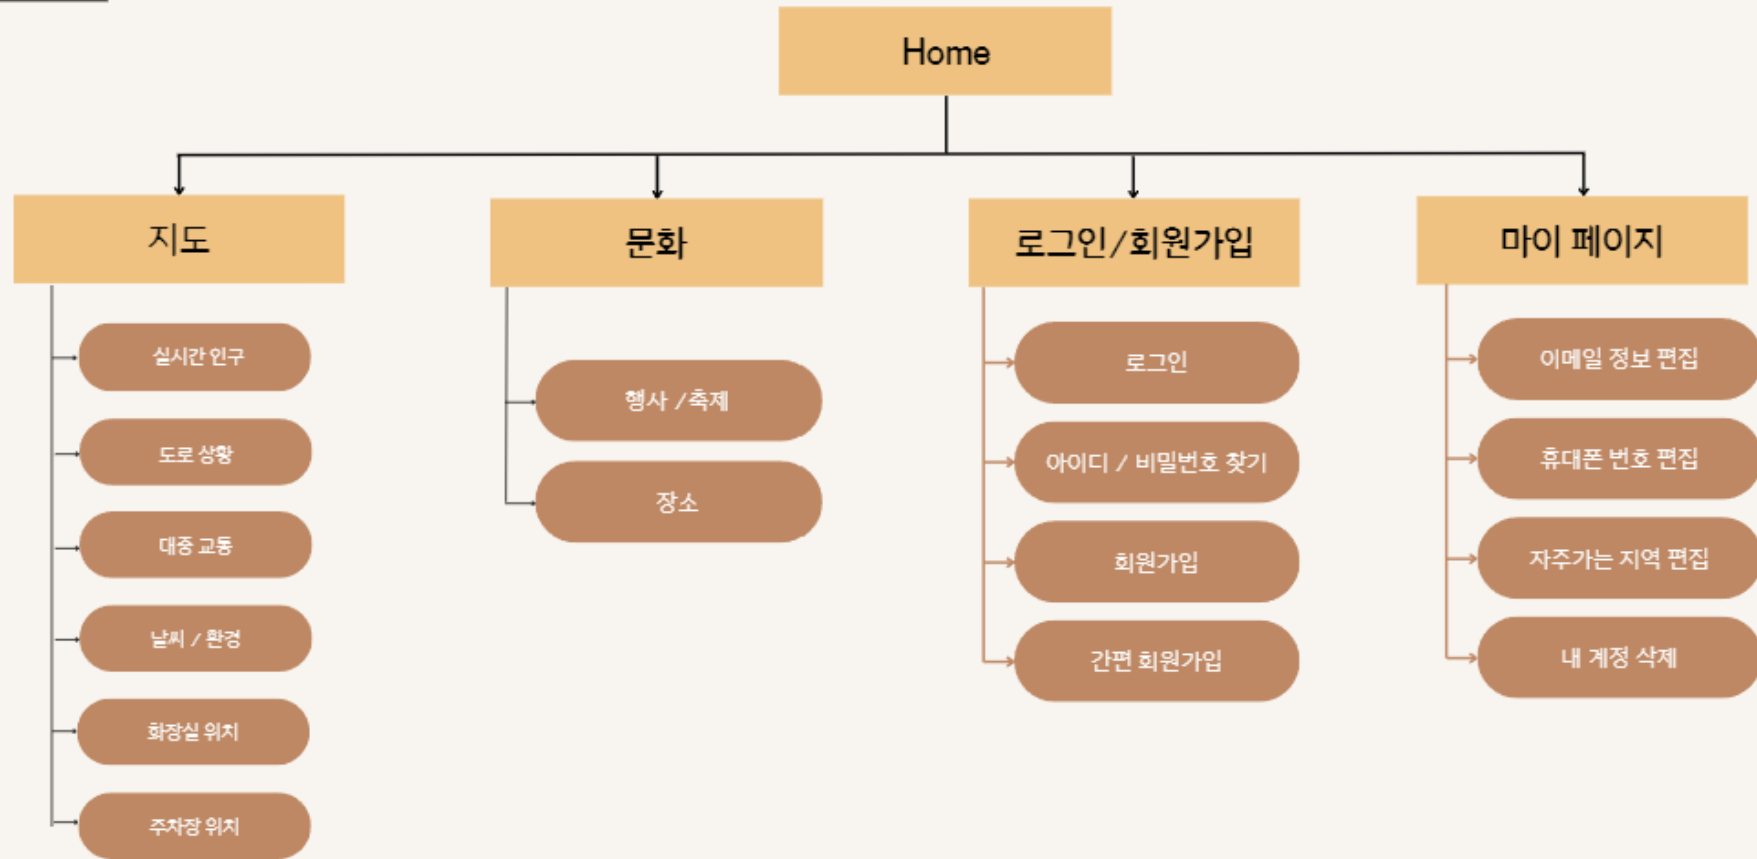 Home
지도
실시간 인구
도로 상황
대중 교통
날씨 / 환경
화장실 위치
주차장 위치
문화
행사 /축제
장소
로그인/회원가입
로그인
아이디 / 비밀번호 찾기
회원가입
간편 회원가입
마이 페이지
이메일 정보 편집
휴대폰 번호 편집
자주가는 지역 편집
내 계정 삭제